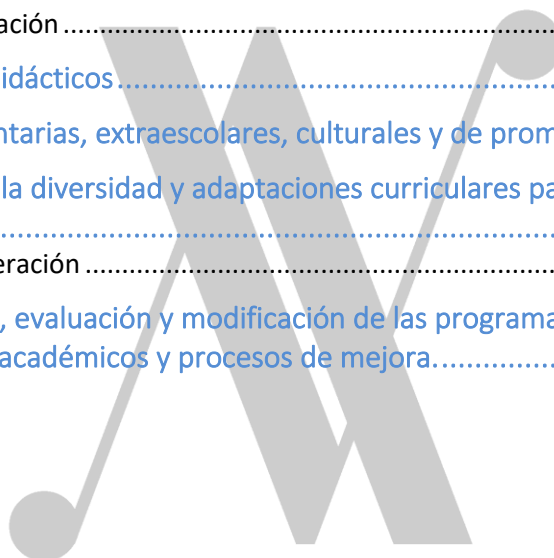 ación ........................................................................
idácticos.........................................................
ntarias, extraescolares, culturales y de prom
la diversidad y adaptaciones curriculares pa
........................................................................
eración ....................................................................
, evaluación y modificación de las programa
académicos y procesos de mejora. ..............